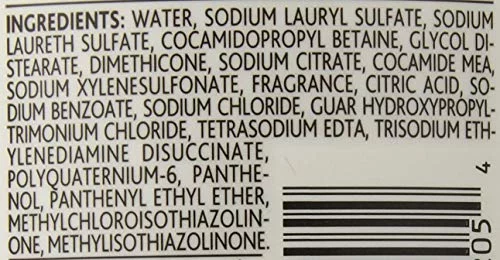 INGREDIENTS: WATER, SODIUM LAURYL SULFATE, SODIUM
LAURETH SULFATE, COCAMIDOPROPYL BETAINE, GLYCOL DI-
STEARATE, DIMETHICONE, SODIUM CITRATE, COCAMIDE MEA,
SODIUM XYLENESULFONATE, FRAGRANCE, CITRIC ACID, SO-
DIUM BENZOATE, SODIUM CHLORIDE, GUAR HYDROXYPROPYL-
TRIMONIUM CHLORIDE, TETRASODIUM EDTA, TRISODIUM ETH-
YLENEDIAMINE DISUCCINATE,
POLYQUATERNIUM-6, PANTHE-
NOL, PANTHENYL ETHYL ETHER,
METHYLCHLOROISOTHIAZOLIN-
ONE, METHYLISOTHIAZOLINONE.
4
205